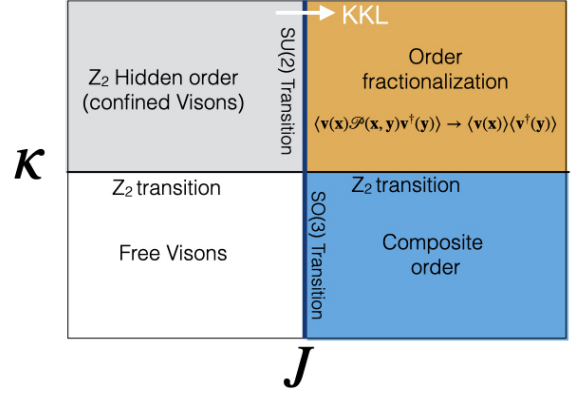 KKL
Z₂ Hidden order
(confined Visons)
SU(2) Transition
Order
fractionalization
⟨v(x)𝒫(x, y)v†(y)⟩ → ⟨v(x)⟩⟨v†(y)⟩
κ
Z₂ transition
Z₂ transition
SO(3) Transition
Free Visons
Composite
order
J